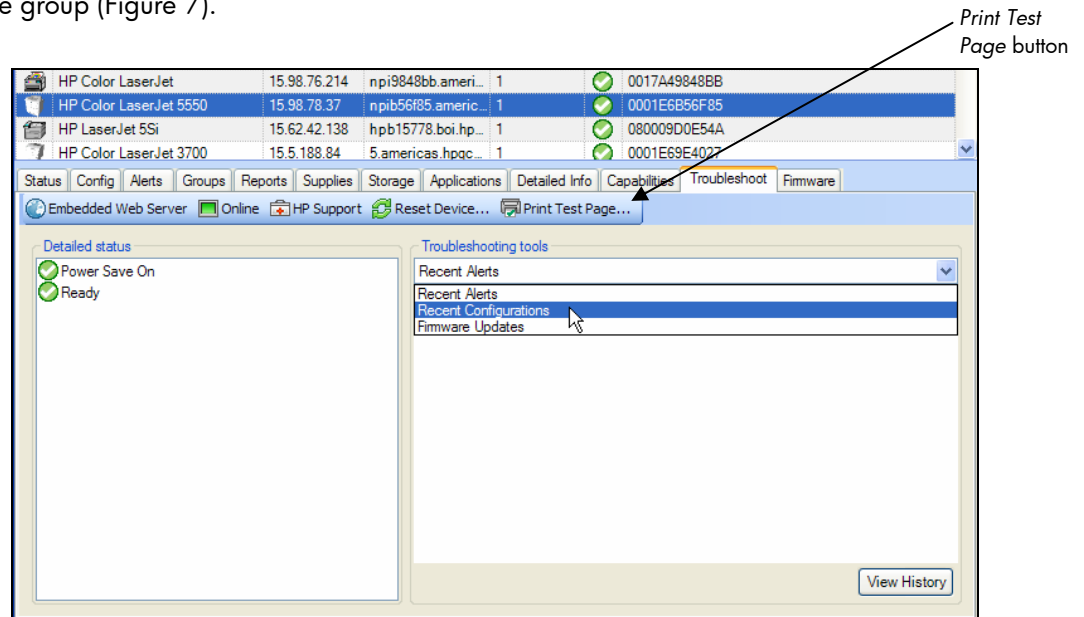 e group (Figure 7).
Print Test
Page button
HP Color LaserJet 15.98.76.214 npi9848bb.ameri... 1 0017A49848BB
HP Color LaserJet 5550 15.98.78.37 npib56f85.americ... 1 0001E6B56F85
HP LaserJet 5Si 15.62.42.138 hpb15778.boi.hp... 1 080009D0E54A
HP Color LaserJet 3700 15.5.188.84 5.americas.hpqc... 1 0001E69E4027
Status Config Alerts Groups Reports Supplies Storage Applications Detailed Info Capabilities Troubleshoot Firmware
Embedded Web Server Online HP Support Reset Device... Print Test Page...
Detailed status
Power Save On
Ready
Troubleshooting tools
Recent Alerts
Recent Alerts
Recent Configurations
Firmware Updates
View History